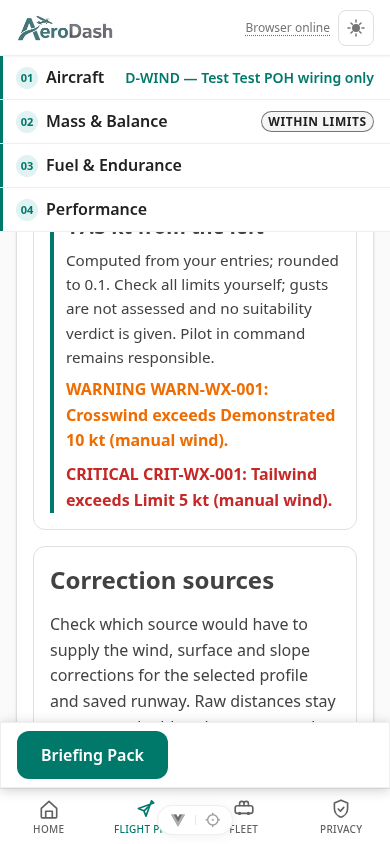 AeroDash
Browser online
01 Aircraft D-WIND — Test Test POH wiring only
02 Mass & Balance WITHIN LIMITS
03 Fuel & Endurance
04 Performance
Computed from your entries; rounded
to 0.1. Check all limits yourself; gusts
are not assessed and no suitability
verdict is given. Pilot in command
remains responsible.
WARNING WARN-WX-001:
Crosswind exceeds Demonstrated
10 kt (manual wind).
CRITICAL CRIT-WX-001: Tailwind
exceeds Limit 5 kt (manual wind).
Correction sources
Check which source would have to
supply the wind, surface and slope
corrections for the selected profile
and saved runway. Raw distances stay
Briefing Pack
HOME
FLIGHT
FLEET
PRIVACY